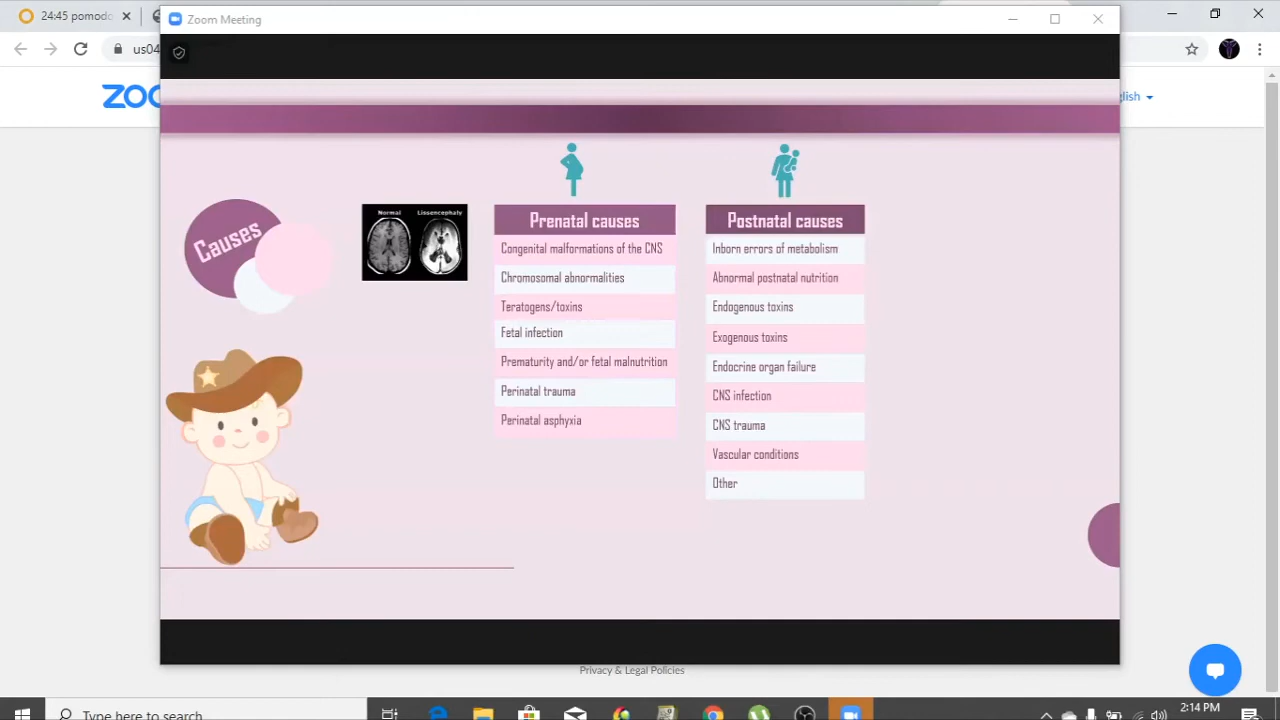 24:45 pomodo
Zoom Meeting
us04
ZOO
glish
Causes
Normal
Lissencephaly
Prenatal causes
Congenital malformations of the CNS
Chromosomal abnormalities
Teratogens/toxins
Fetal infection
Prematurity and/or fetal malnutrition
Perinatal trauma
Perinatal asphyxia
Postnatal causes
Inborn errors of metabolism
Abnormal postnatal nutrition
Endogenous toxins
Exogenous toxins
Endocrine organ failure
CNS infection
CNS trauma
Vascular conditions
Other
Privacy & Legal Policies
Type here to search
2:14 PM